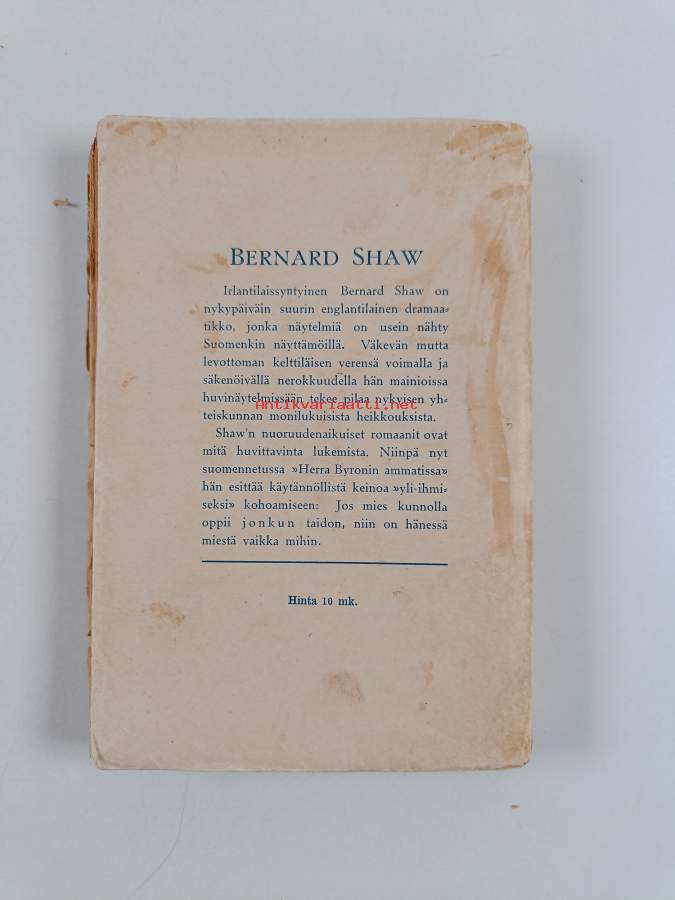 BERNARD SHAW
Irlantilaissyntyinen Bernard Shaw on
nykypäiväin suurin englantilainen dramaa-
tikko, jonka näytelmiä on usein nähty
Suomenkin näyttämöillä. Väkevän mutta
levottoman kelttiläisen verensä voimalla ja
säkenöivällä nerokkuudella hän mainioissa
Antikvariaatti.net
huvinäytelmissään tekee pilaa nykyisen yh-
teiskunnan monilukuisista heikkouksista.
Shaw'n nuoruudenaikuiset romaanit ovat
mitä huvittavinta lukemista. Niinpä nyt
suomennetussa »Herra Byronin ammatissa»
hän esittää käytännöllistä keinoa »yli-ihmi-
seksi» kohoamiseen: Jos mies kunnolla
oppii jonkun taidon, niin on hänessä
miestä vaikka mihin.
Hinta 10 mk.